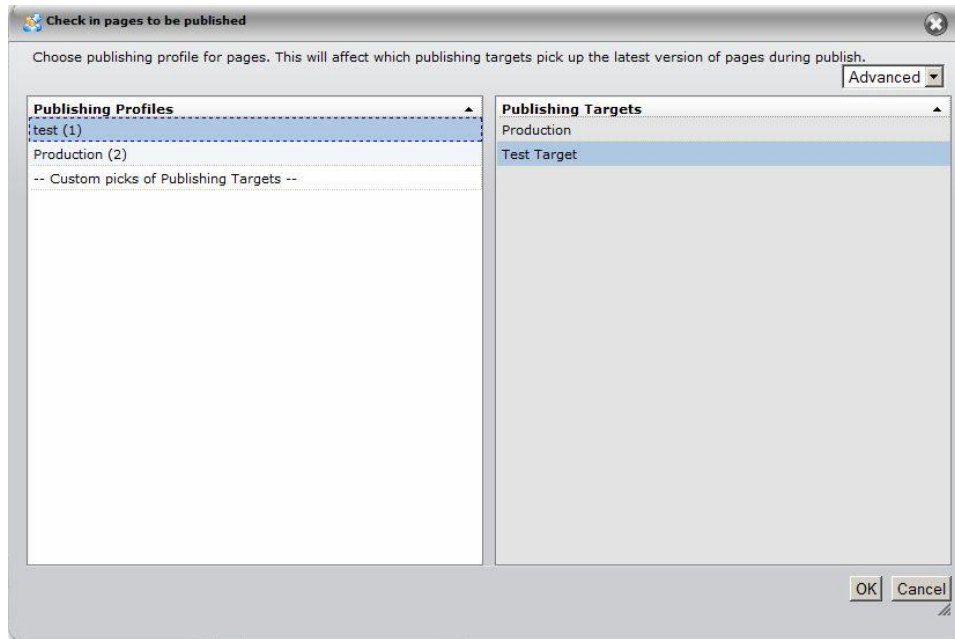 Check in pages to be published
Choose publishing profile for pages. This will affect which publishing targets pick up the latest version of pages during publish.
Advanced
Publishing Profiles
test (1)
Production (2)
-- Custom picks of Publishing Targets --
Publishing Targets
Production
Test Target
OK
Cancel